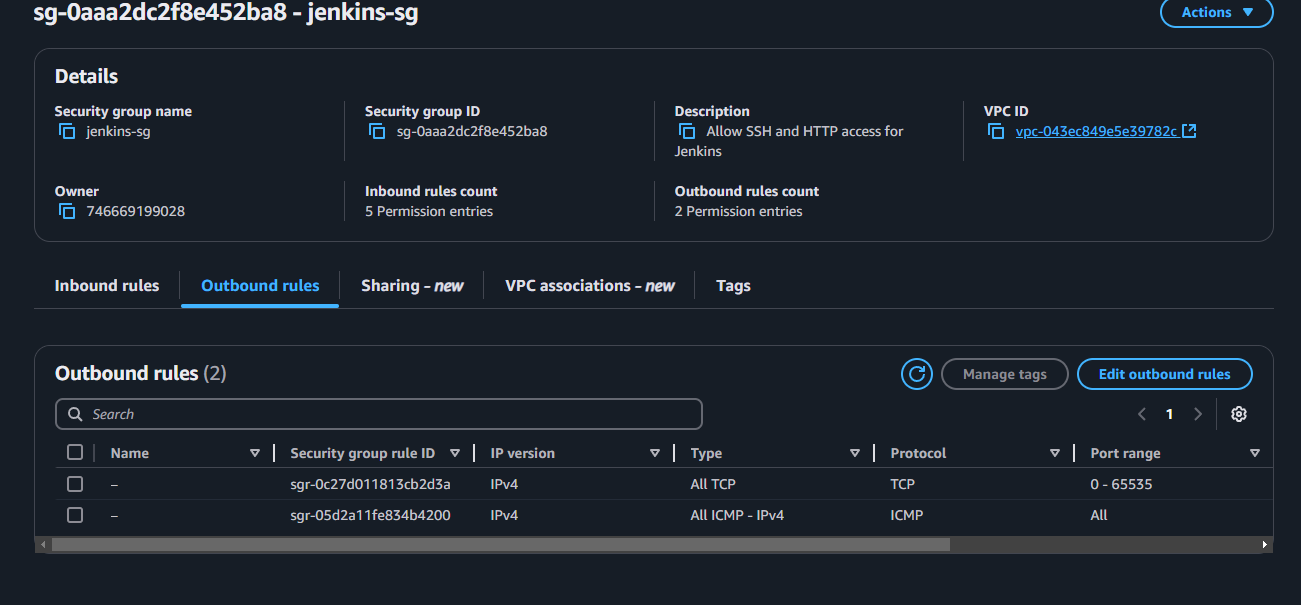 sg-0aaa2dc2f8e452ba8 - jenkins-sg
Actions
Details
Security group name
jenkins-sg
Security group ID
sg-0aaa2dc2f8e452ba8
Description
Allow SSH and HTTP access for
Jenkins
VPC ID
vpc-043ec849e5e39782c
Owner
746669199028
Inbound rules count
5 Permission entries
Outbound rules count
2 Permission entries
Inbound rules
Outbound rules
Sharing - new
VPC associations - new
Tags
Outbound rules (2)
Manage tags
Edit outbound rules
Search
1
Name Security group rule ID IP version Type Protocol Port range
– sgr-0c27d011813cb2d3a IPv4 All TCP TCP 0 - 65535
– sgr-05d2a11fe834b4200 IPv4 All ICMP - IPv4 ICMP All